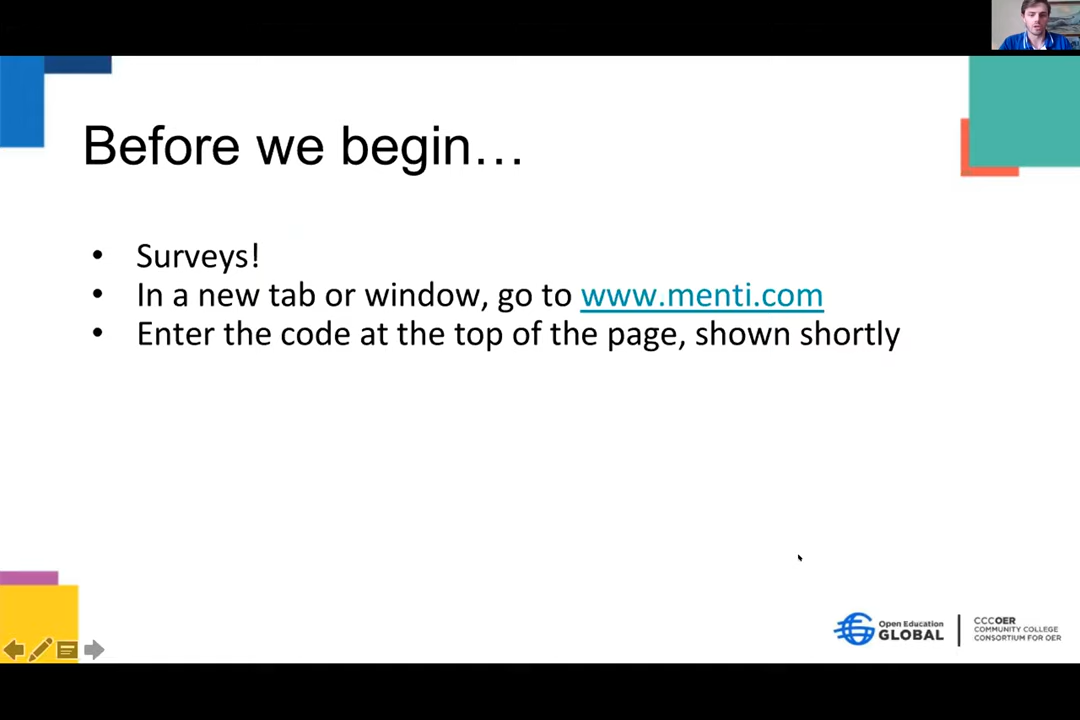 Before we begin…
• Surveys!
• In a new tab or window, go to www.menti.com
• Enter the code at the top of the page, shown shortly
Open Education
GLOBAL
CCCOER
COMMUNITY COLLEGE
CONSORTIUM FOR OER